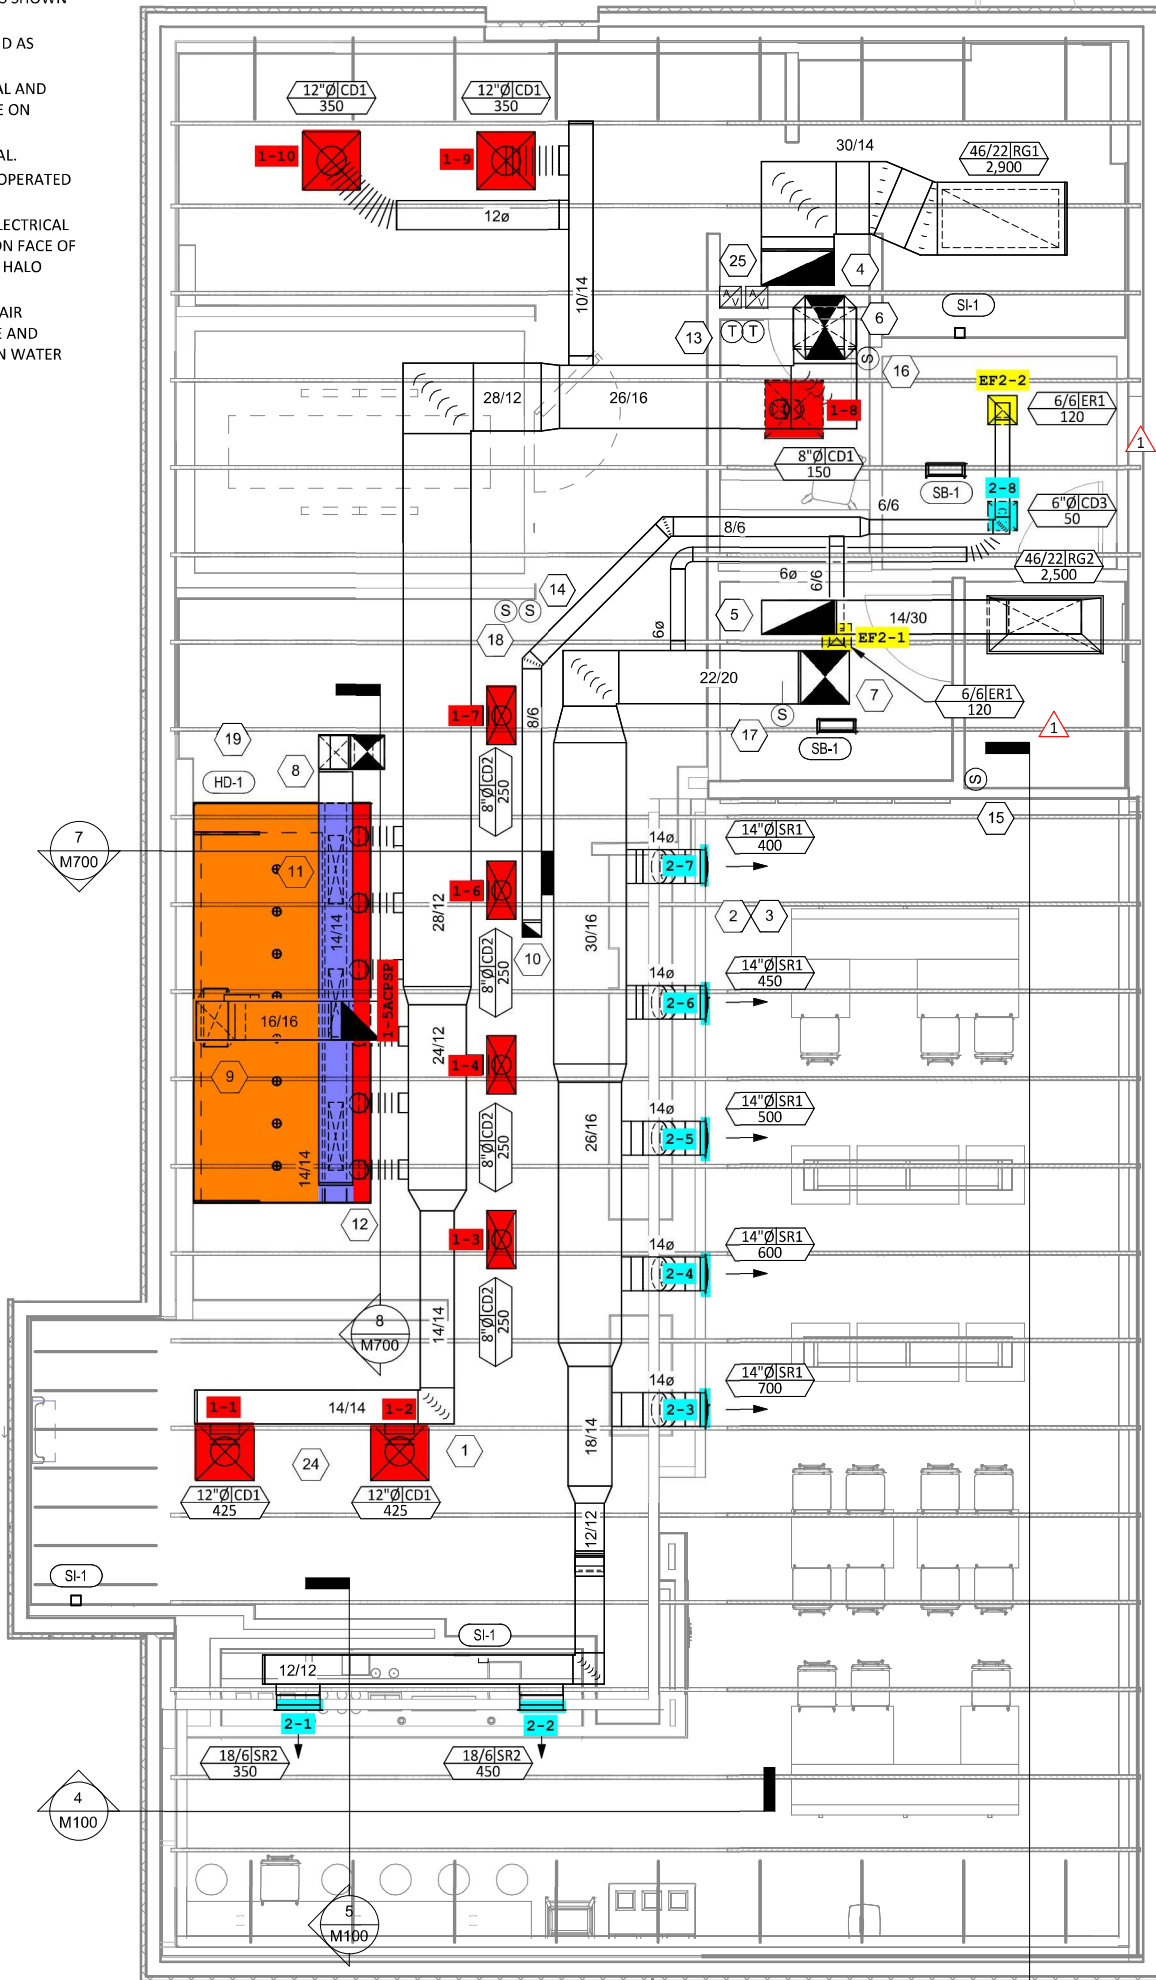 S SHOWN
D AS
AL AND
E ON
AL.
OPERATED
LECTRICAL
ON FACE OF
HALO
AIR
E AND
N WATER
12"Ø CD1
350
12"Ø CD1
350
1-10
1-9
12ø
10/14
30/14
46/22 RG1
2,900
25
4
A/V
A/V
6
SI-1
13
T T
S
16
28/12
26/16
1-8
8"Ø CD1
150
EF2-2
6/6 ER1
120
1
SB-1
2-8
6"Ø CD3
50
6/6
8/6
46/22 RG2
2,500
6ø
6/6
14
S S
18
5
14/30
EF2-1
6ø
22/20
7
6/6 ER1
120
1
S
17
SB-1
S
15
1-7
8/6
8"Ø CD2
250
19
8
HD-1
7
M700
11
14/14
28/12
1-6
8"Ø CD2
250
10
30/16
14ø
2-7
14"Ø SR1
400
2
3
14ø
2-6
14"Ø SR1
450
1-5ACPSP
16/16
9
24/12
1-4
8"Ø CD2
250
26/16
14ø
2-5
14"Ø SR1
500
14/14
12
1-3
8"Ø CD2
250
14ø
2-4
14"Ø SR1
600
8
M700
14/14
14ø
2-3
14"Ø SR1
700
1-1
14/14
1-2
18/14
24
1
12"Ø CD1
425
12"Ø CD1
425
12/12
SI-1
SI-1
12/12
2-1
2-2
18/6 SR2
350
18/6 SR2
450
4
M100
5
M100